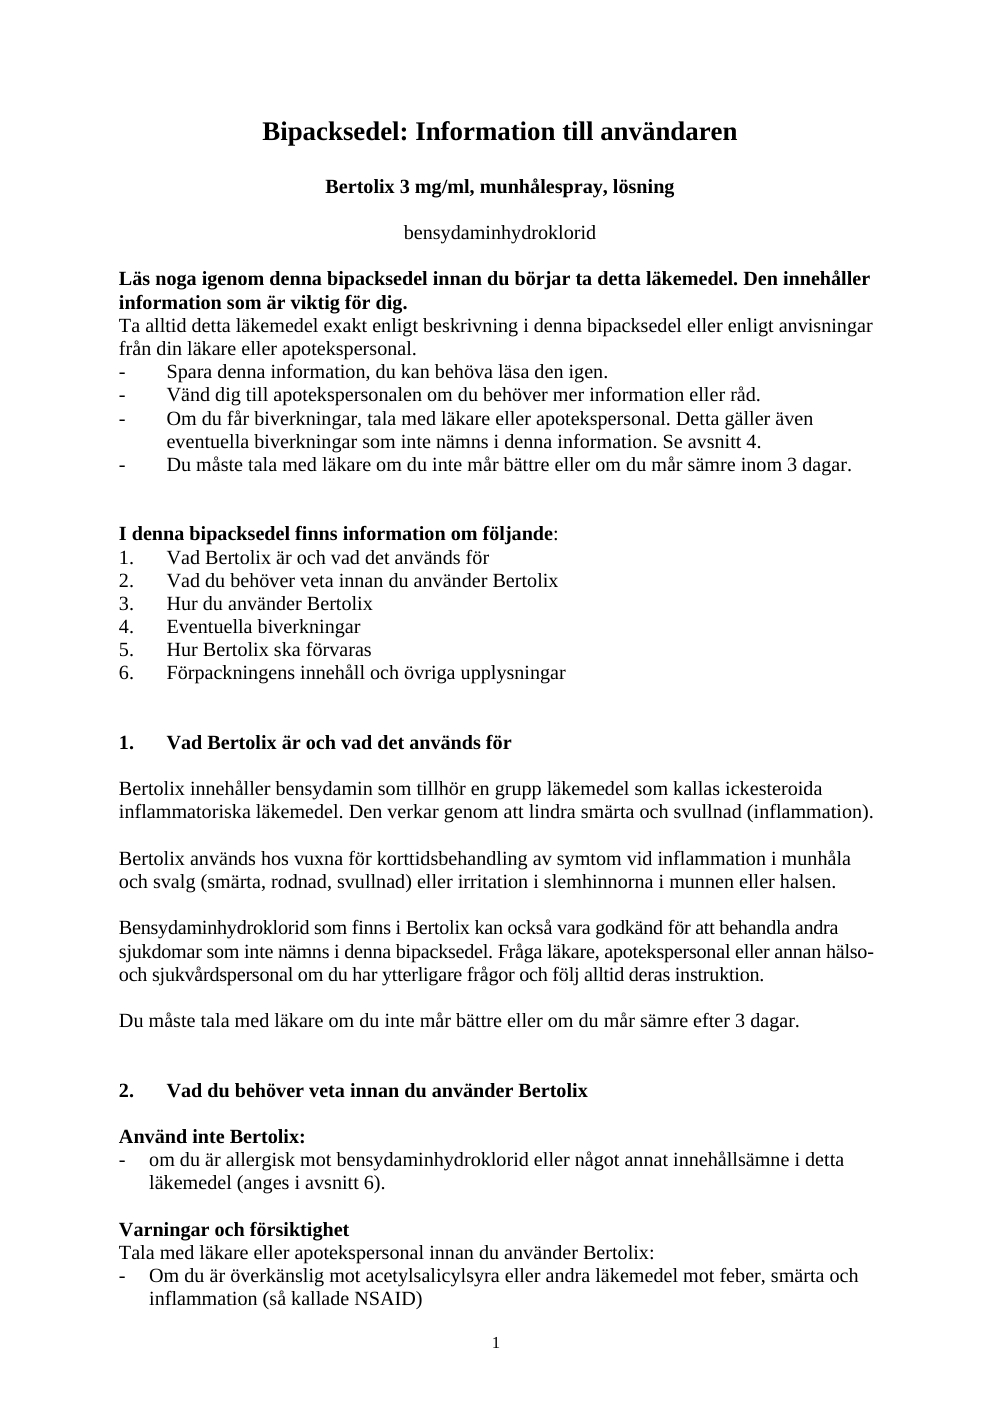 Bipacksedel: Information till användaren
Bertolix 3 mg/ml, munhålespray, lösning
bensydaminhydroklorid
Läs noga igenom denna bipacksedel innan du börjar ta detta läkemedel. Den innehåller
information som är viktig för dig.
Ta alltid detta läkemedel exakt enligt beskrivning i denna bipacksedel eller enligt anvisningar
från din läkare eller apotekspersonal.
- Spara denna information, du kan behöva läsa den igen.
- Vänd dig till apotekspersonalen om du behöver mer information eller råd.
- Om du får biverkningar, tala med läkare eller apotekspersonal. Detta gäller även
eventuella biverkningar som inte nämns i denna information. Se avsnitt 4.
- Du måste tala med läkare om du inte mår bättre eller om du mår sämre inom 3 dagar.
I denna bipacksedel finns information om följande:
1. Vad Bertolix är och vad det används för
2. Vad du behöver veta innan du använder Bertolix
3. Hur du använder Bertolix
4. Eventuella biverkningar
5. Hur Bertolix ska förvaras
6. Förpackningens innehåll och övriga upplysningar
1. Vad Bertolix är och vad det används för
Bertolix innehåller bensydamin som tillhör en grupp läkemedel som kallas ickesteroida
inflammatoriska läkemedel. Den verkar genom att lindra smärta och svullnad (inflammation).
Bertolix används hos vuxna för korttidsbehandling av symtom vid inflammation i munhåla
och svalg (smärta, rodnad, svullnad) eller irritation i slemhinnorna i munnen eller halsen.
Bensydaminhydroklorid som finns i Bertolix kan också vara godkänd för att behandla andra
sjukdomar som inte nämns i denna bipacksedel. Fråga läkare, apotekspersonal eller annan hälso-
och sjukvårdspersonal om du har ytterligare frågor och följ alltid deras instruktion.
Du måste tala med läkare om du inte mår bättre eller om du mår sämre efter 3 dagar.
2. Vad du behöver veta innan du använder Bertolix
Använd inte Bertolix:
- om du är allergisk mot bensydaminhydroklorid eller något annat innehållsämne i detta
läkemedel (anges i avsnitt 6).
Varningar och försiktighet
Tala med läkare eller apotekspersonal innan du använder Bertolix:
- Om du är överkänslig mot acetylsalicylsyra eller andra läkemedel mot feber, smärta och
inflammation (så kallade NSAID)
1